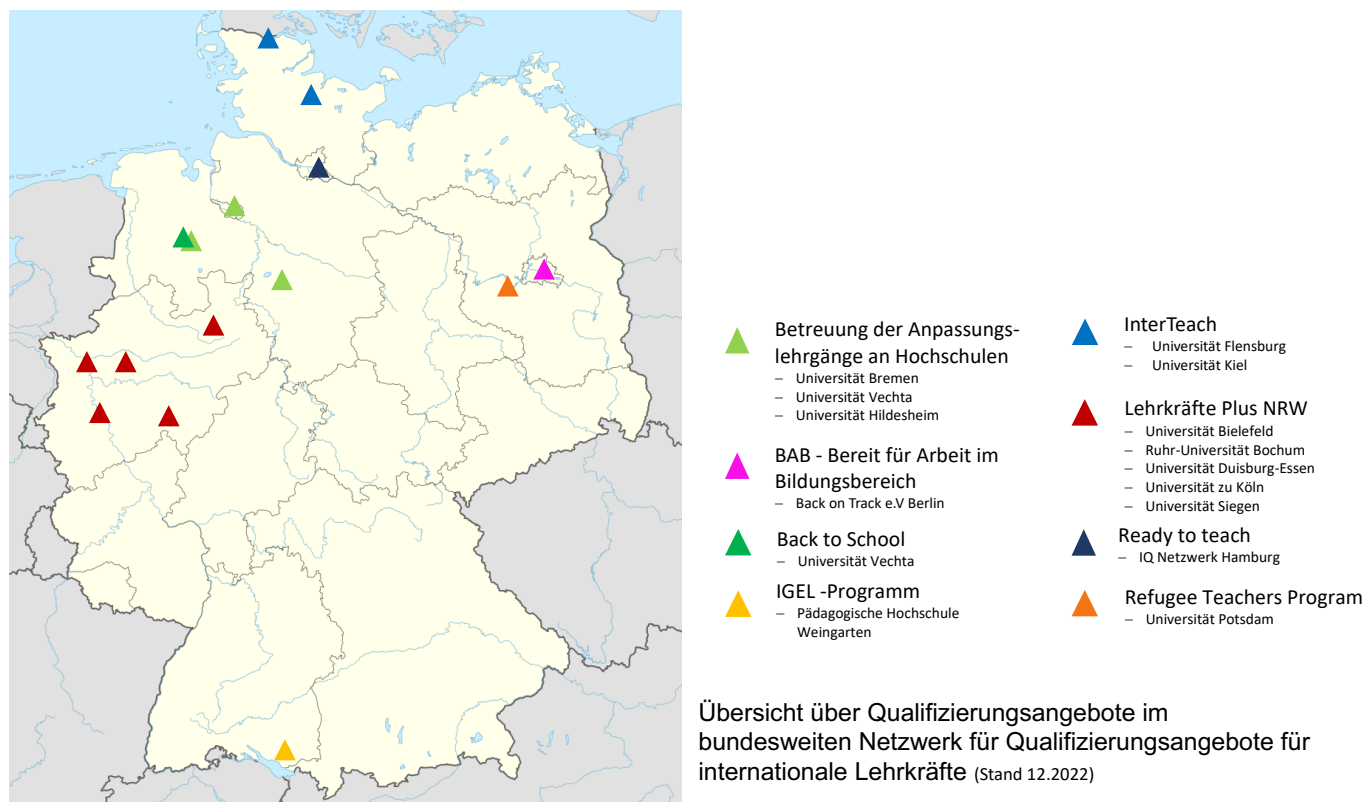 Betreuung der Anpassungs-
lehrgänge an Hochschulen
– Universität Bremen
– Universität Vechta
– Universität Hildesheim
BAB - Bereit für Arbeit im
Bildungsbereich
– Back on Track e.V Berlin
Back to School
– Universität Vechta
IGEL -Programm
– Pädagogische Hochschule
Weingarten
InterTeach
– Universität Flensburg
– Universität Kiel
Lehrkräfte Plus NRW
– Universität Bielefeld
– Ruhr-Universität Bochum
– Universität Duisburg-Essen
– Universität zu Köln
– Universität Siegen
Ready to teach
– IQ Netzwerk Hamburg
Refugee Teachers Program
– Universität Potsdam
Übersicht über Qualifizierungsangebote im
bundesweiten Netzwerk für Qualifizierungsangebote für
internationale Lehrkräfte (Stand 12.2022)